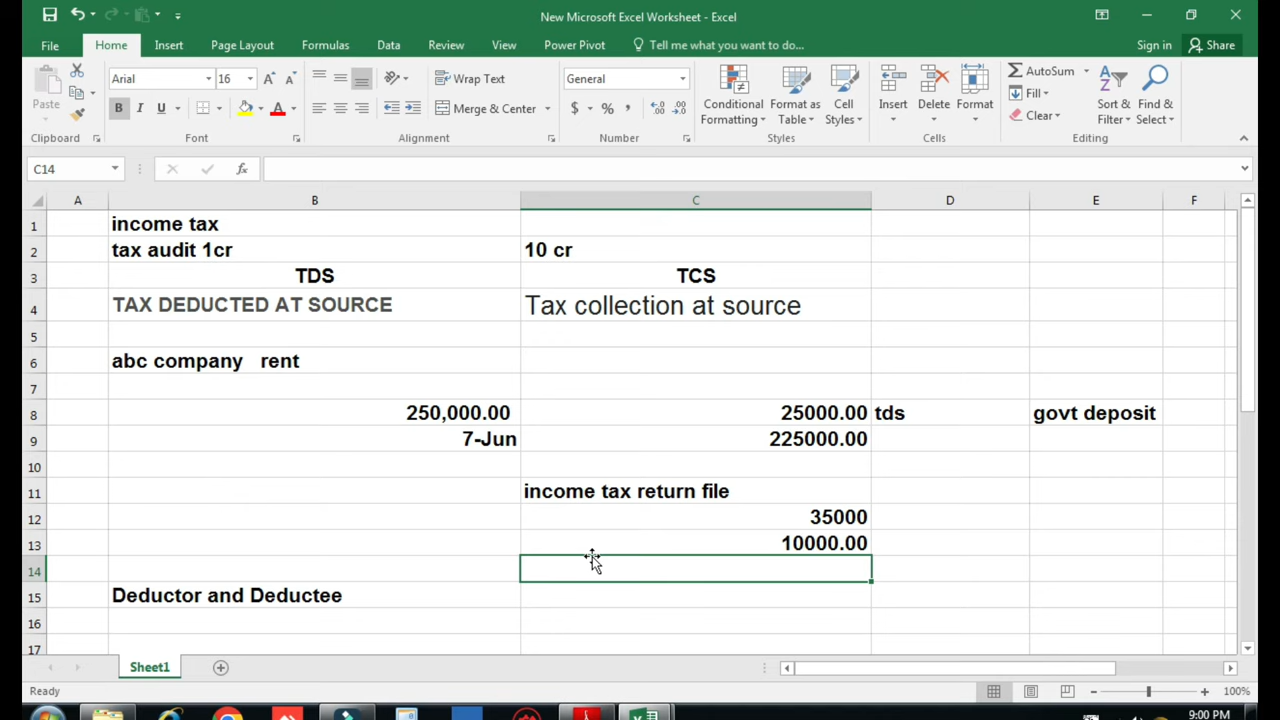 New Microsoft Excel Worksheet - Excel
File Home Insert Page Layout Formulas Data Review View Power Pivot Tell me what you want to do... Sign in Share
Arial 16 Wrap Text General AutoSum
Paste B I U Merge & Center $ % , Conditional Formatting Format as Table Cell Styles Insert Delete Format Fill Clear Sort & Filter Find & Select
Clipboard Font Alignment Number Styles Cells Editing
C14 fx
A B C D E F
1 income tax
2 tax audit 1cr 10 cr
3 TDS TCS
4 TAX DEDUCTED AT SOURCE Tax collection at source
5
6 abc company rent
7
8 250,000.00 25000.00 tds govt deposit
9 7-Jun 225000.00
10
11 income tax return file
12 35000
13 10000.00
14
15 Deductor and Deductee
16
17
Sheet1
Ready 100%
9:00 PM